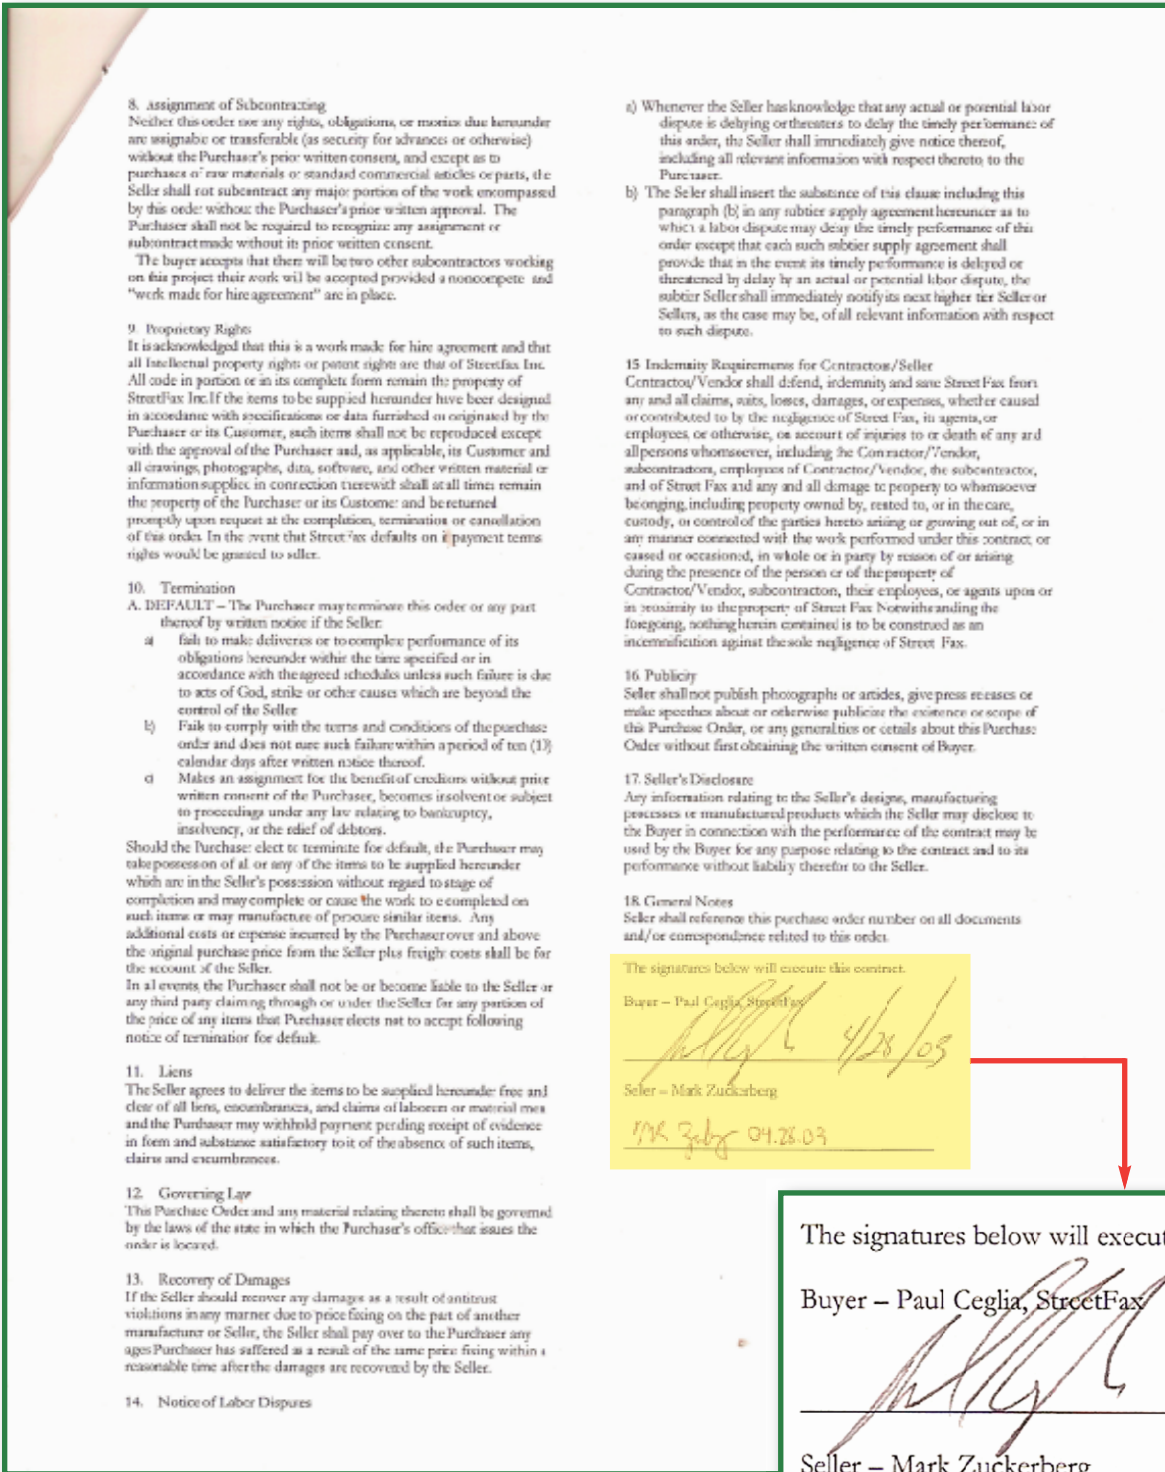 8. Assignment of Subcontracting
Neither this order nor any rights, obligations, or monies due hereunder
are assignable or transferable (as security for advances or otherwise)
without the Purchaser's prior written consent, and except as to
purchases of raw materials or standard commercial articles or parts, the
Seller shall not subcontract any major portion of the work encompassed
by this order without the Purchaser's prior written approval. The
Purchaser shall not be required to recognize any assignment or
subcontract made without its prior written consent.
The buyer accepts that there will be two other subcontractors working
on this project their work will be accepted provided a noncompete and
"work made for hire agreement" are in place.
9. Proprietary Rights
It is acknowledged that this is a work made for hire agreement and that
all Intellectual property rights or patent rights are that of Streetfax Inc.
All code in portion or in its complete form remain the property of
StreetFax Inc. If the items to be supplied hereunder have been designed
in accordance with specifications or data furnished or originated by the
Purchaser or its Customer, such items shall not be reproduced except
with the approval of the Purchaser and, as applicable, its Customer and
all drawings, photographs, data, software, and other written material or
information supplied in connection therewith shall at all times remain
the property of the Purchaser or its Customer and be returned
promptly upon request at the completion, termination or cancellation
of this order. In the event that StreetFax defaults on payment terms
rights would be granted to seller.
10. Termination
A. DEFAULT – The Purchaser may terminate this order or any part
thereof by written notice if the Seller:
a) fails to make deliveries or to complete performance of its
obligations hereunder within the time specified or in
accordance with the agreed schedules unless such failure is due
to acts of God, strike or other causes which are beyond the
control of the Seller
b) Fails to comply with the terms and conditions of the purchase
order and does not cure such failure within a period of ten (10)
calendar days after written notice thereof.
c) Makes an assignment for the benefit of creditors without prior
written consent of the Purchaser, becomes insolvent or subject
to proceedings under any law relating to bankruptcy,
insolvency, or the relief of debtors.
Should the Purchaser elect to terminate for default, the Purchaser may
take possession of all or any of the items to be supplied hereunder
which are in the Seller's possession without regard to stage of
completion and may complete or cause the work to e completed on
such items or may manufacture of procure similar items. Any
additional costs or expense incurred by the Purchaser over and above
the original purchase price from the Seller plus freight costs shall be for
the account of the Seller.
In all events, the Purchaser shall not be or become liable to the Seller or
any third party claiming through or under the Seller for any portion of
the price of any items that Purchaser elects not to accept following
notice of termination for default.
11. Liens
The Seller agrees to deliver the items to be supplied hereunder free and
clear of all liens, encumbrances, and claims of laborers or material men
and the Purchaser may withhold payment pending receipt of evidence
in form and substance satisfactory to it of the absence of such items,
claims and encumbrances.
12. Governing Law
This Purchase Order and any material relating thereto shall be governed
by the laws of the state in which the Purchaser's office that issues the
order is located.
13. Recovery of Damages
If the Seller should recover any damages as a result of antitrust
violations in any manner due to price fixing on the part of another
manufacturer or Seller, the Seller shall pay over to the Purchaser any
ages Purchaser has suffered as a result of the same price fixing within a
reasonable time after the damages are recovered by the Seller.
14. Notice of Labor Disputes
a) Whenever the Seller has knowledge that any actual or potential labor
dispute is delaying or threatens to delay the timely performance of
this order, the Seller shall immediately give notice thereof,
including all relevant information with respect thereto, to the
Purchaser.
b) The Seller shall insert the substance of this clause including this
paragraph (b) in any subtier supply agreement hereunder as to
which a labor dispute may delay the timely performance of this
order except that each such subtier supply agreement shall
provide that in the event its timely performance is delayed or
threatened by delay by an actual or potential labor dispute, the
subtier Seller shall immediately notify its next higher tier Seller or
Sellers, as the case may be, of all relevant information with respect
to such dispute.
15 Indemnity Requirements for Contractors/Seller
Contractor/Vendor shall defend, indemnity and save Street Fax from
any and all claims, suits, losses, damages, or expenses, whether caused
or contributed to by the negligence of Street Fax, its agents, or
employees, or otherwise, on account of injuries to or death of any and
all persons whomsoever, including the Contractor/Vendor,
subcontractors, employees of Contractor/Vendor, the subcontractor,
and of Street Fax and any and all damage to property to whomsoever
belonging, including property owned by, rented to, or in the care,
custody, or control of the parties hereto arising or growing out of, or in
any manner connected with the work performed under this contract, or
caused or occasioned, in whole or in party by reason of or arising
during the presence of the person or of the property of
Contractor/Vendor, subcontractors, their employees, or agents upon or
in proximity to the property of Street Fax Notwithstanding the
foregoing, nothing herein contained is to be construed as an
indemnification against the sole negligence of Street Fax.
16. Publicity
Seller shall not publish photographs or articles, give press releases or
make speeches about or otherwise publicize the existence or scope of
this Purchase Order, or any generalities or details about this Purchase
Order without first obtaining the written consent of Buyer.
17. Seller's Disclosure
Any information relating to the Seller's designs, manufacturing
processes or manufactured products which the Seller may disclose to
the Buyer in connection with the performance of the contract may be
used by the Buyer for any purpose relating to the contract and to its
performance without liability therefor to the Seller.
18. General Notes
Seller shall reference this purchase order number on all documents
and/or correspondence related to this order.
The signatures below will execute this contract.
Buyer – Paul Ceglia, StreetFax
4/28/03
Seller – Mark Zuckerberg
04.28.03
The signatures below will execut
Buyer – Paul Ceglia, StreetFax
Seller – Mark Zuckerberg